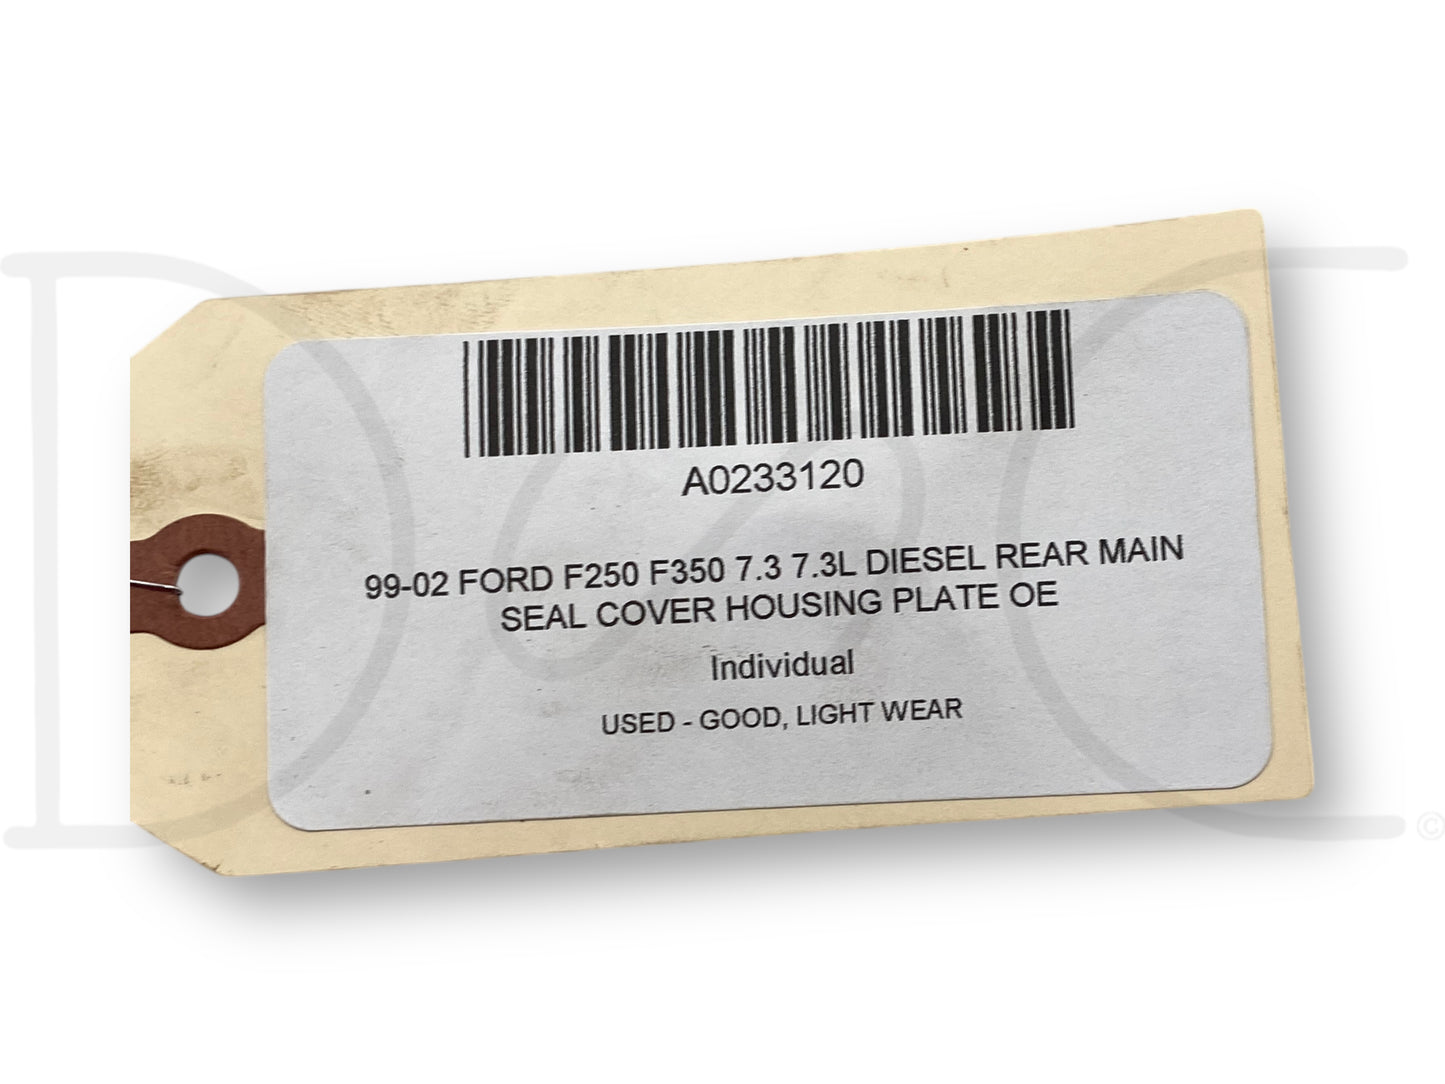 A0233120
99-02 FORD F250 F350 7.3 7.3L DIESEL REAR MAIN
SEAL COVER HOUSING PLATE OE
Individual
USED - GOOD, LIGHT WEAR
D&C
©